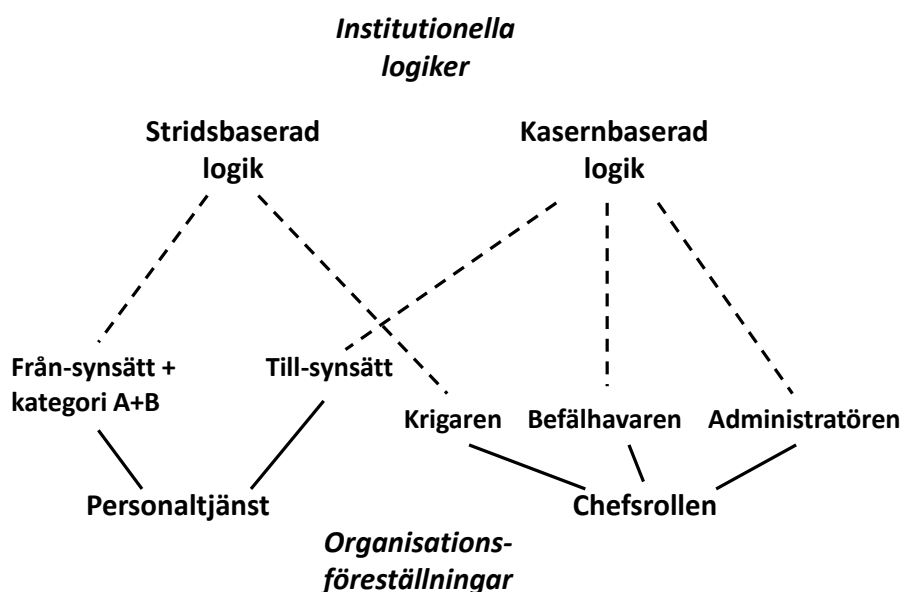 Institutionella
logiker
Stridsbaserad
logik
Kasernbaserad
logik
Från-synsätt +
kategori A+B
Till-synsätt
Krigaren
Befälhavaren
Administratören
Personaltjänst
Chefsrollen
Organisations-
föreställningar